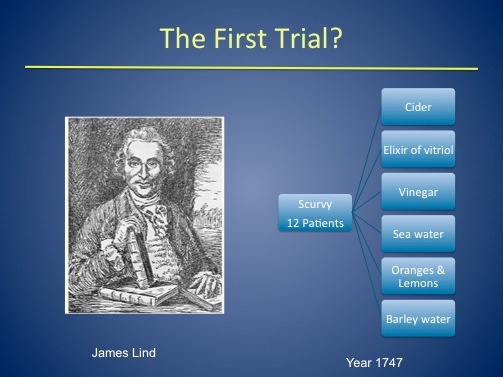 The First Trial?
Cider
Elixir of vitriol
Vinegar
Scurvy
12 Patients
Sea water
Oranges &
Lemons
Barley water
James Lind
Year 1747